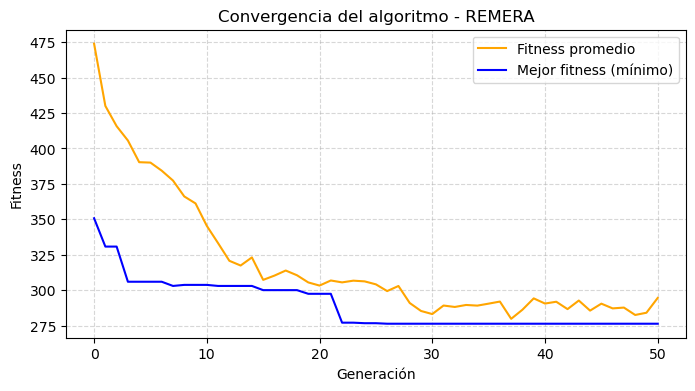 Convergencia del algoritmo - REMERA
Fitness promedio
Mejor fitness (mínimo)
Fitness
475
450
425
400
375
350
325
300
275
0 10 20 30 40 50
Generación